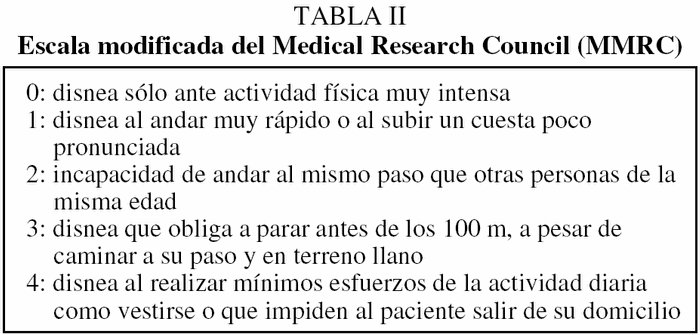 TABLA II
Escala modificada del Medical Research Council (MMRC)
0: disnea sólo ante actividad física muy intensa
1: disnea al andar muy rápido o al subir un cuesta poco
pronunciada
2: incapacidad de andar al mismo paso que otras personas de la
misma edad
3: disnea que obliga a parar antes de los 100 m, a pesar de
caminar a su paso y en terreno llano
4: disnea al realizar mínimos esfuerzos de la actividad diaria
como vestirse o que impiden al paciente salir de su domicilio